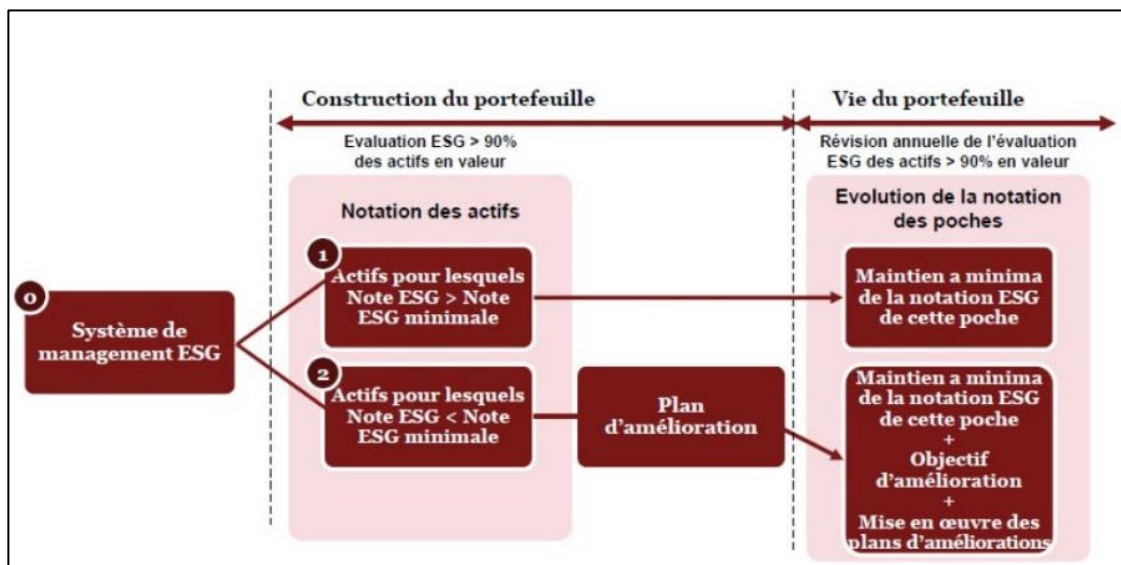 Construction du portefeuille
Vie du portefeuille
Evaluation ESG > 90%
des actifs en valeur
Révision annuelle de l'évaluation
ESG des actifs > 90% en valeur
Notation des actifs
Evolution de la notation
des poches
0
Système de
management ESG
1
Actifs pour lesquels
Note ESG > Note
ESG minimale
Maintien a minima
de la notation ESG
de cette poche
2
Actifs pour lesquels
Note ESG < Note
ESG minimale
Plan
d'amélioration
Maintien a minima
de la notation ESG
de cette poche
+
Objectif
d'amélioration
+
Mise en œuvre des
plans d'améliorations